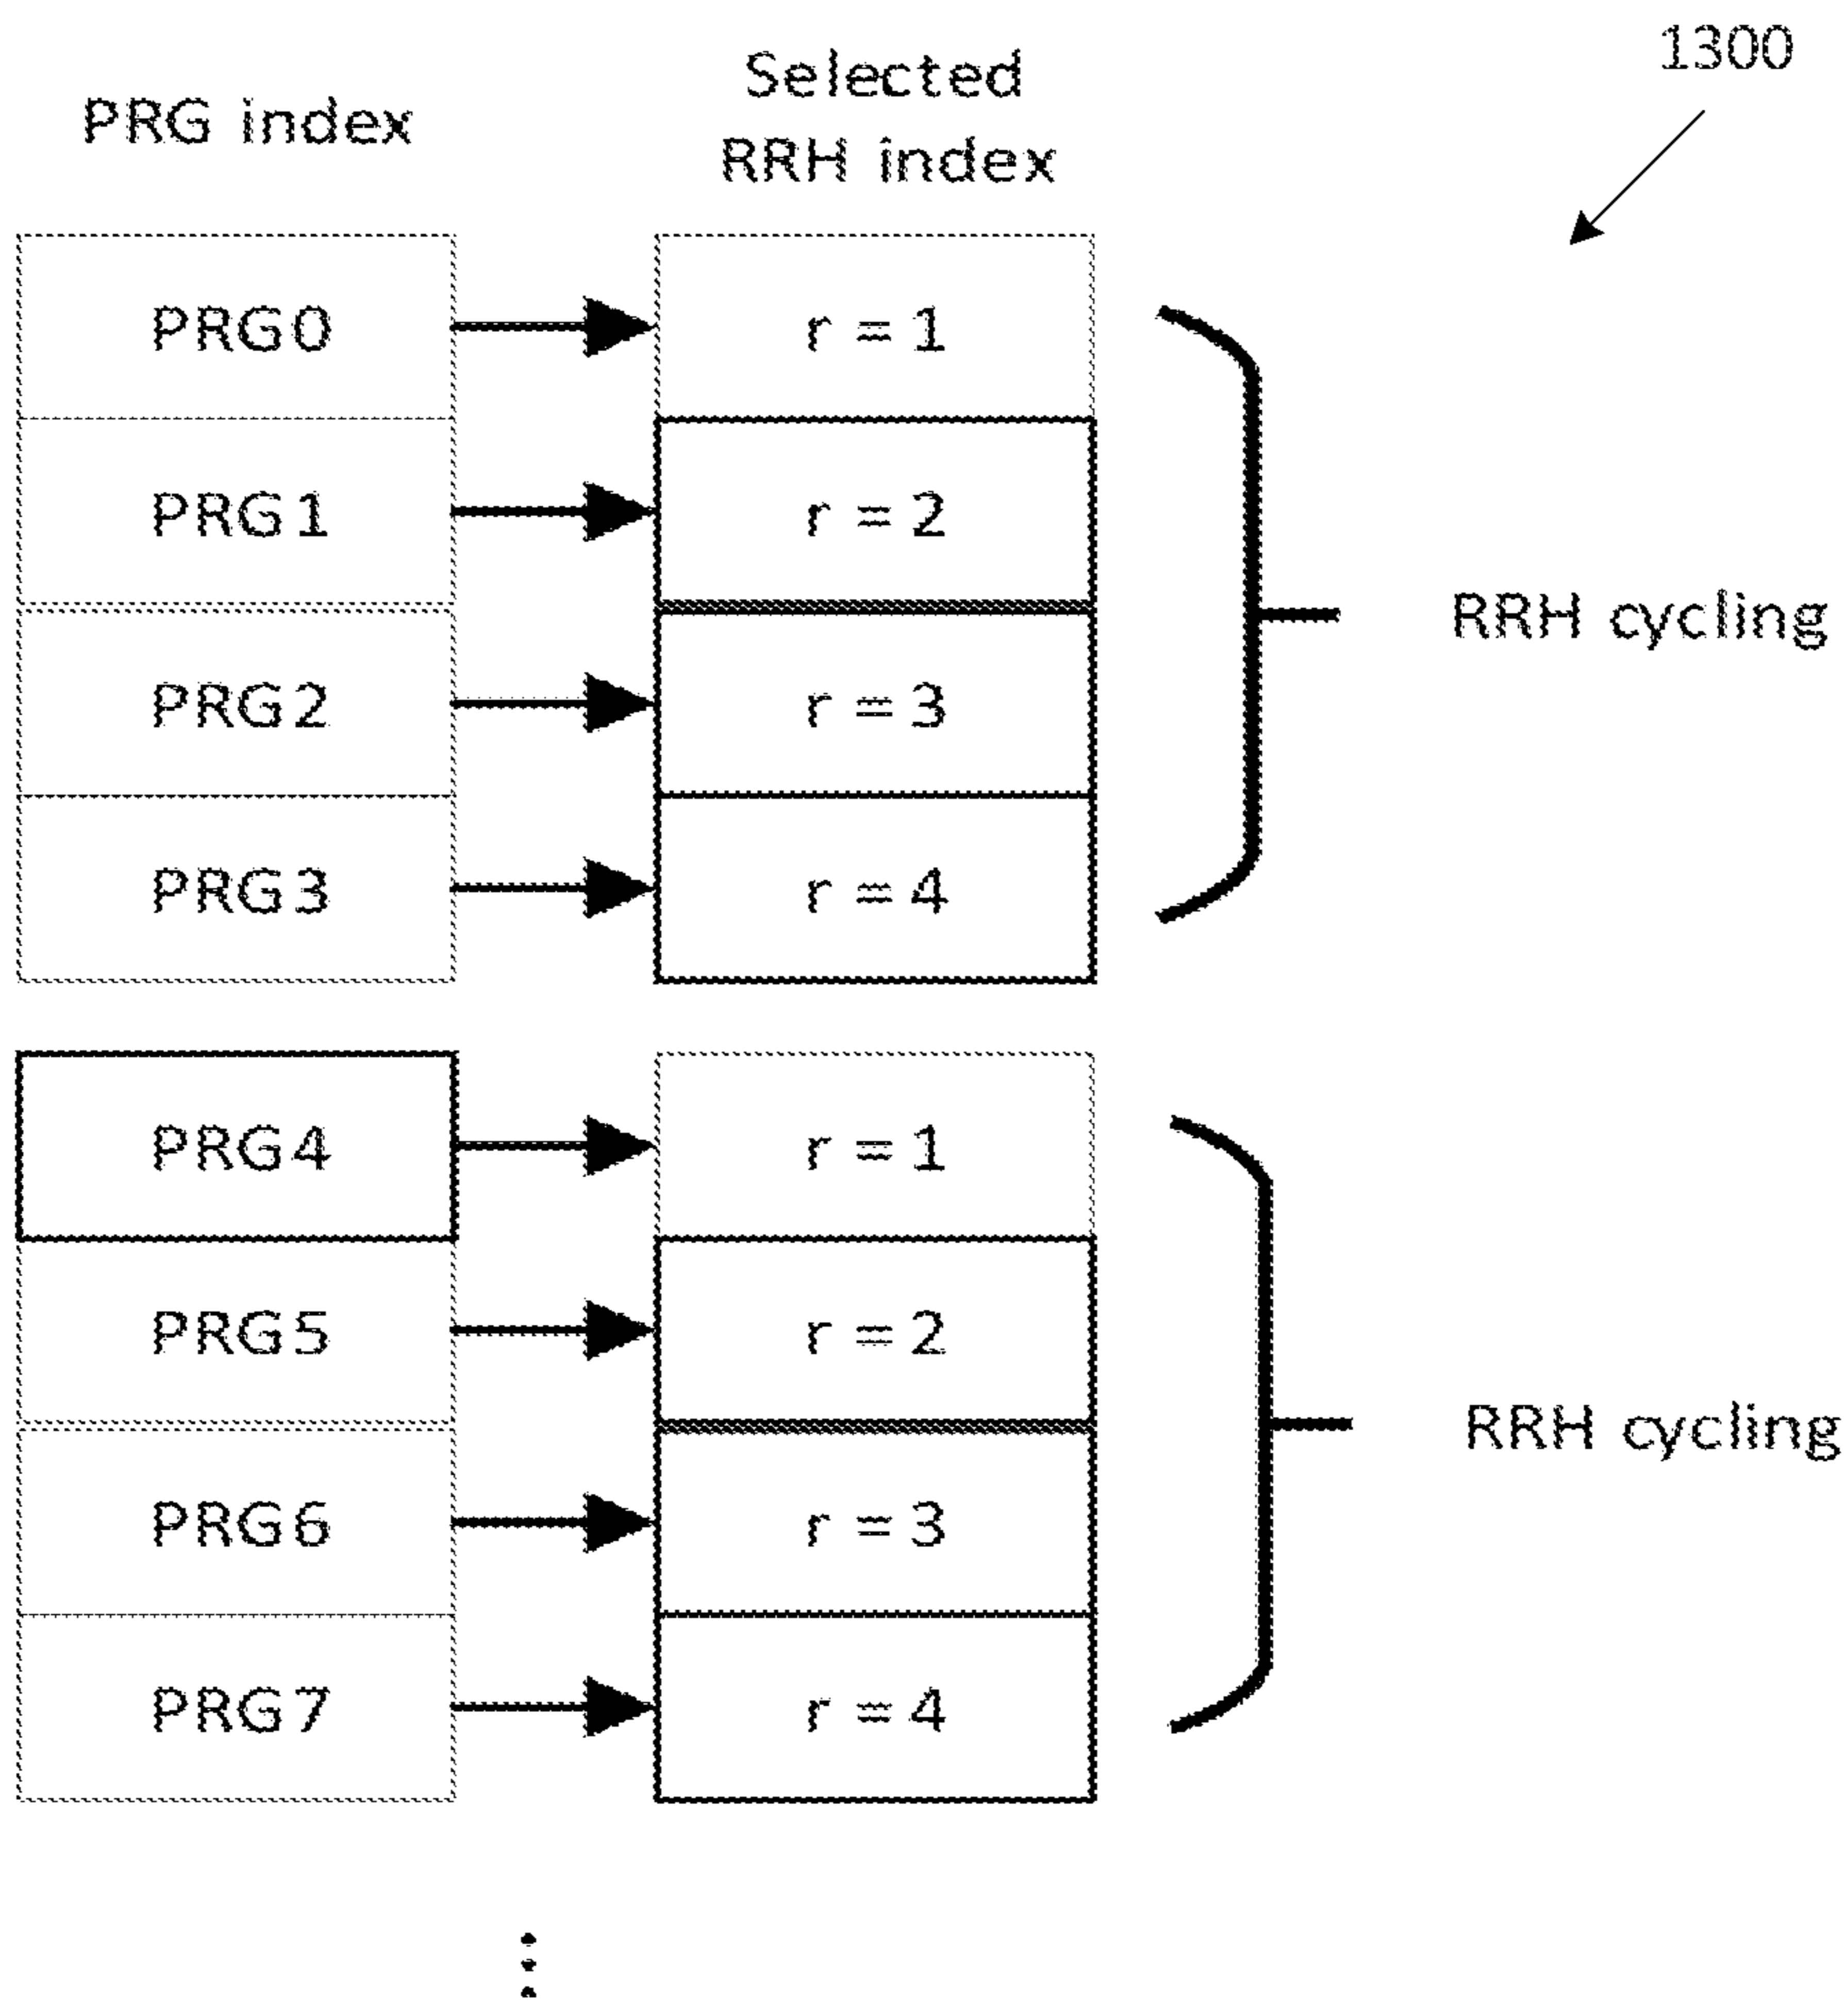 1300
PRG index
Selected
RRH index
PRG0
r = 1
PRG1
r = 2
RRH cycling
PRG2
r = 3
PRG3
r = 4
PRG4
r = 1
PRG5
r = 2
RRH cycling
PRG6
r = 3
PRG7
r = 4